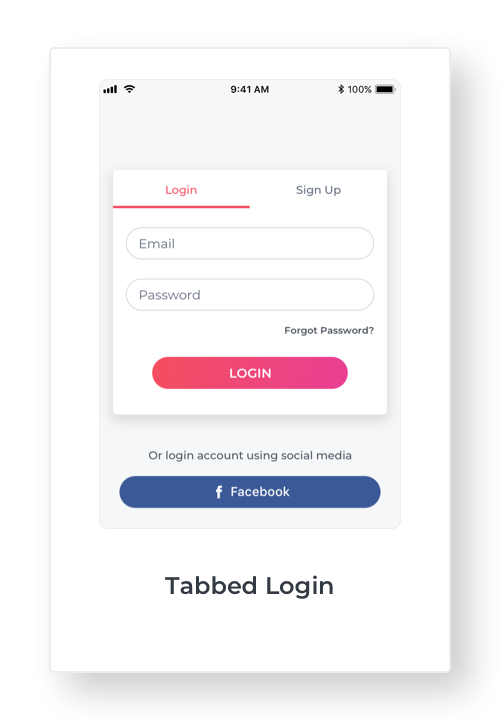 9:41 AM 100%
Login Sign Up
Email
Password
Forgot Password?
LOGIN
Or login account using social media
f Facebook
Tabbed Login